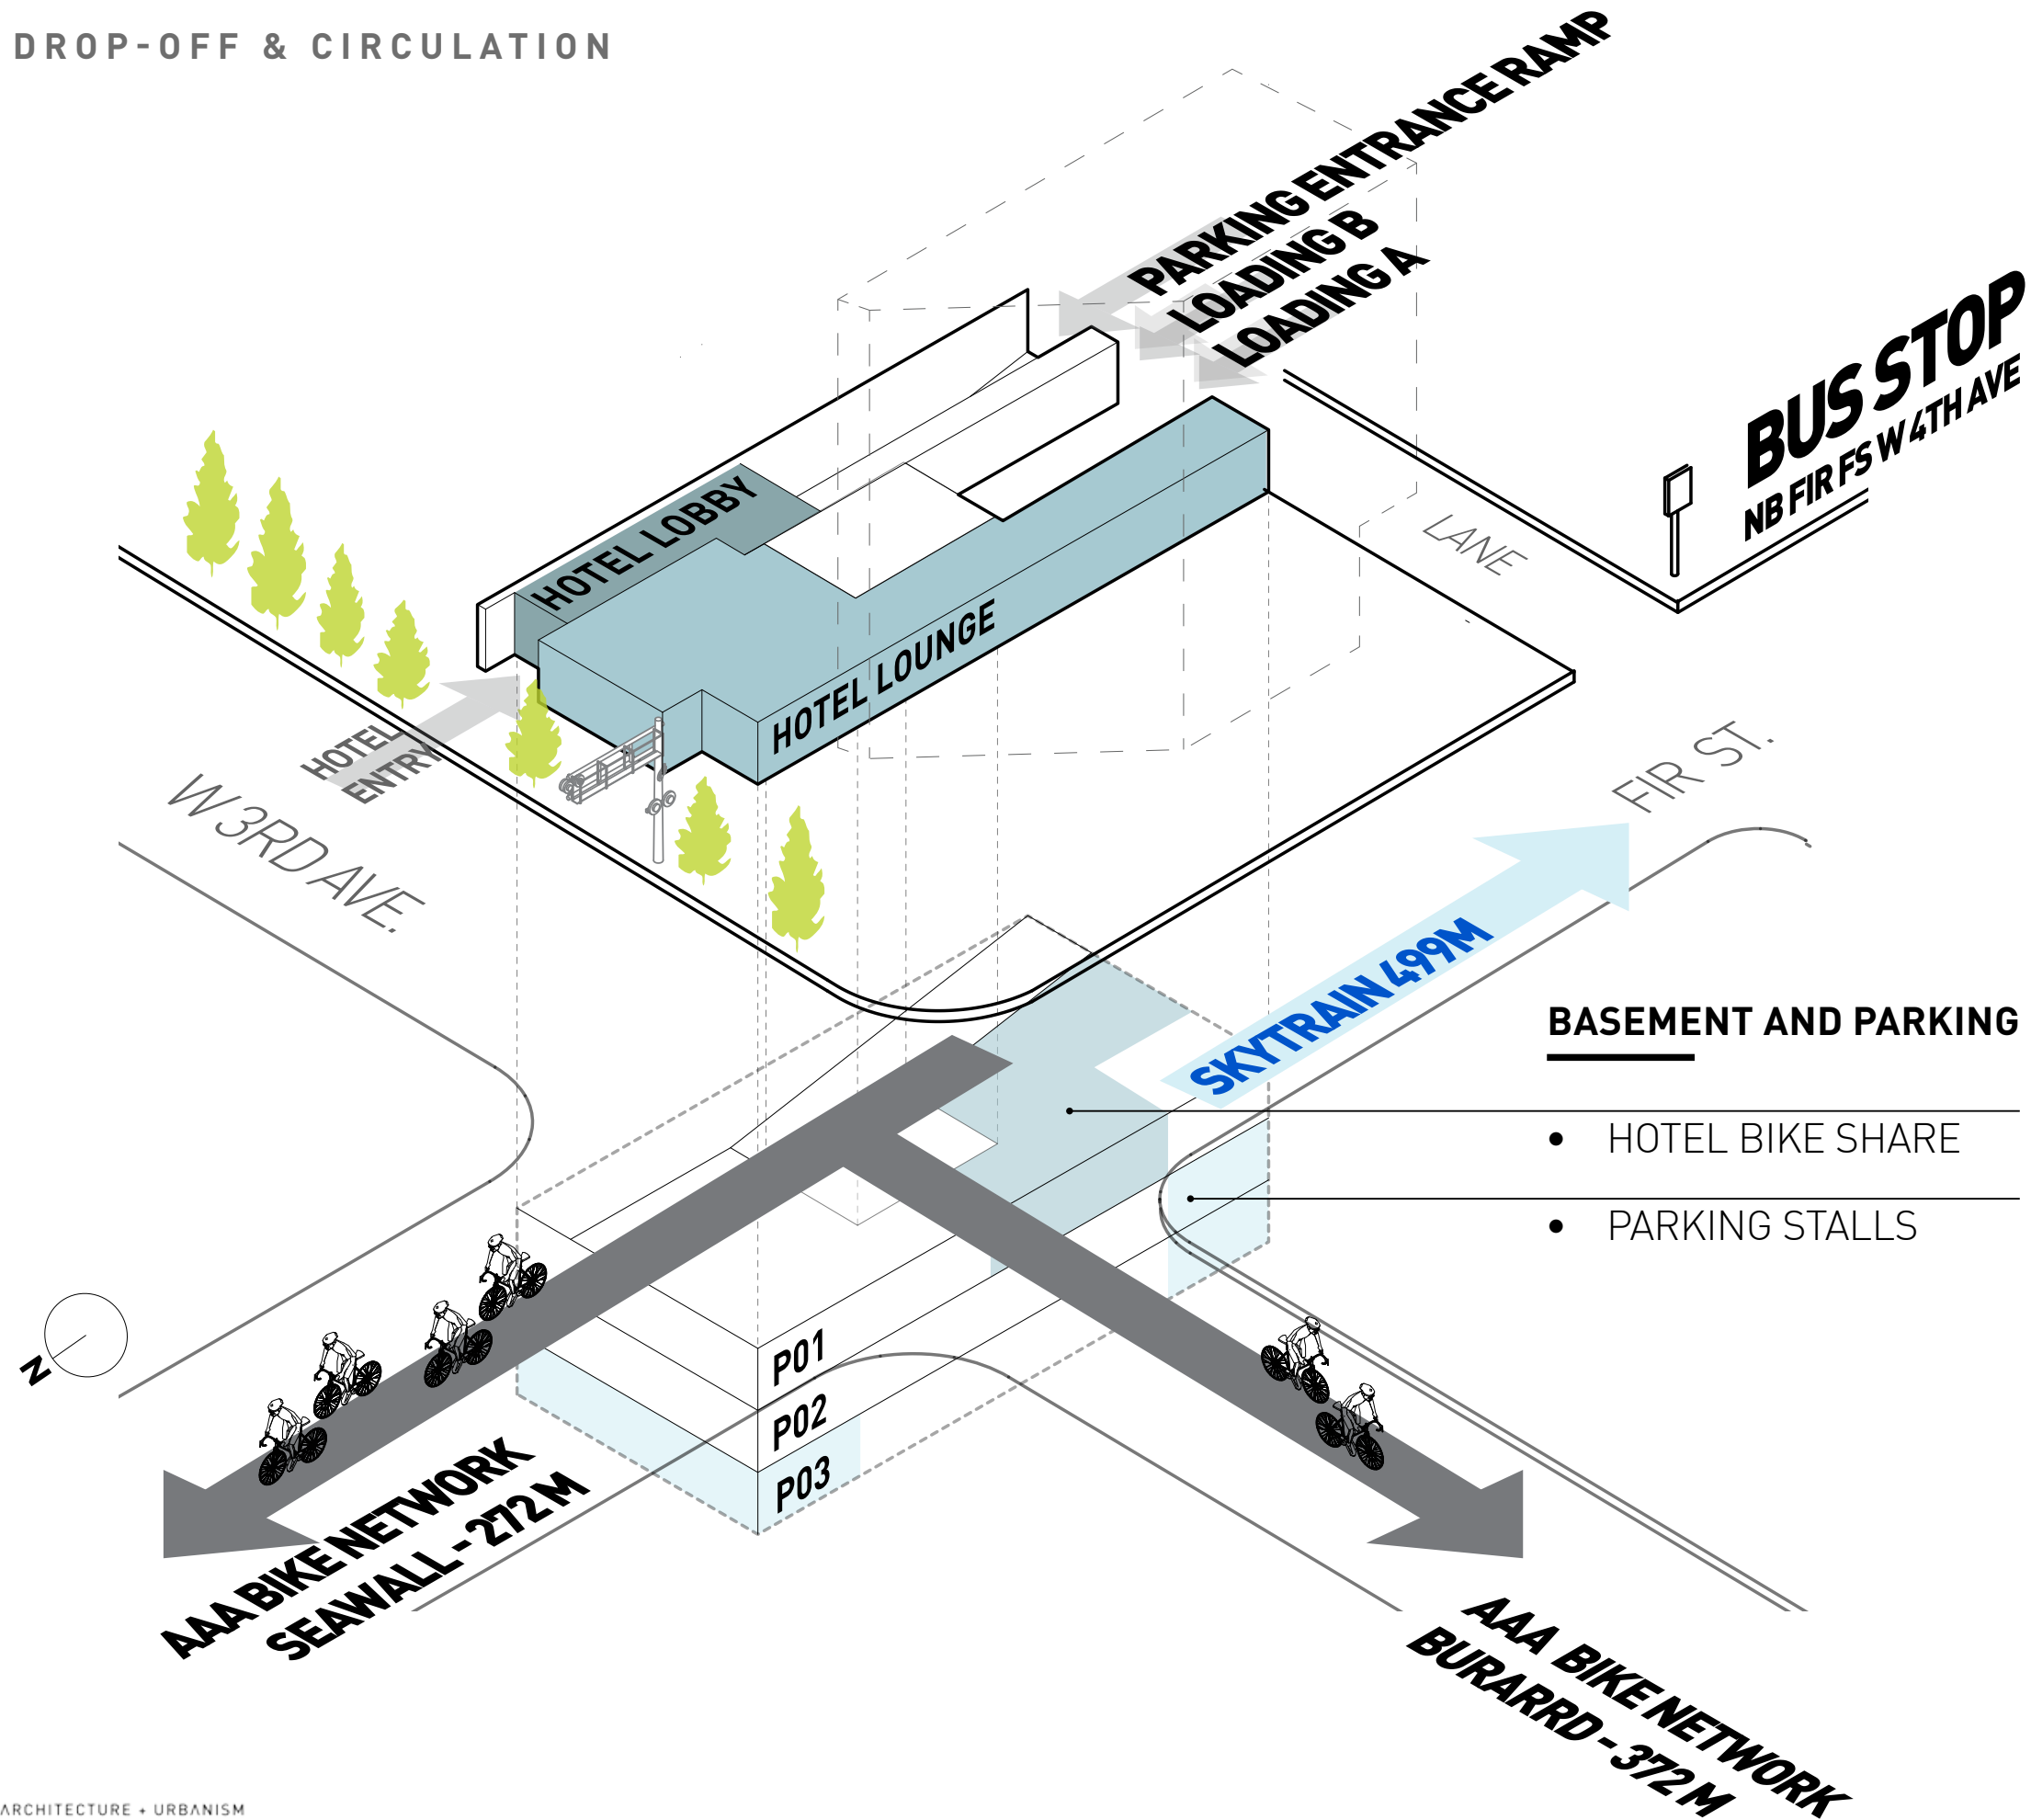 DROP-OFF & CIRCULATION
PARKING ENTRANCE RAMP
LOADING B
LOADING A
BUS STOP
NB FIR FS W 4TH AVE
LANE
HOTEL LOBBY
HOTEL LOUNGE
HOTEL
ENTRY
W 3RD AVE.
FIR ST.
SKYTRAIN 499M
BASEMENT AND PARKING
• HOTEL BIKE SHARE
• PARKING STALLS
P01
P02
P03
N
AAA BIKE NETWORK
SEAWALL - 272 M
AAA BIKE NETWORK
BURARRD - 372 M
ARCHITECTURE + URBANISM